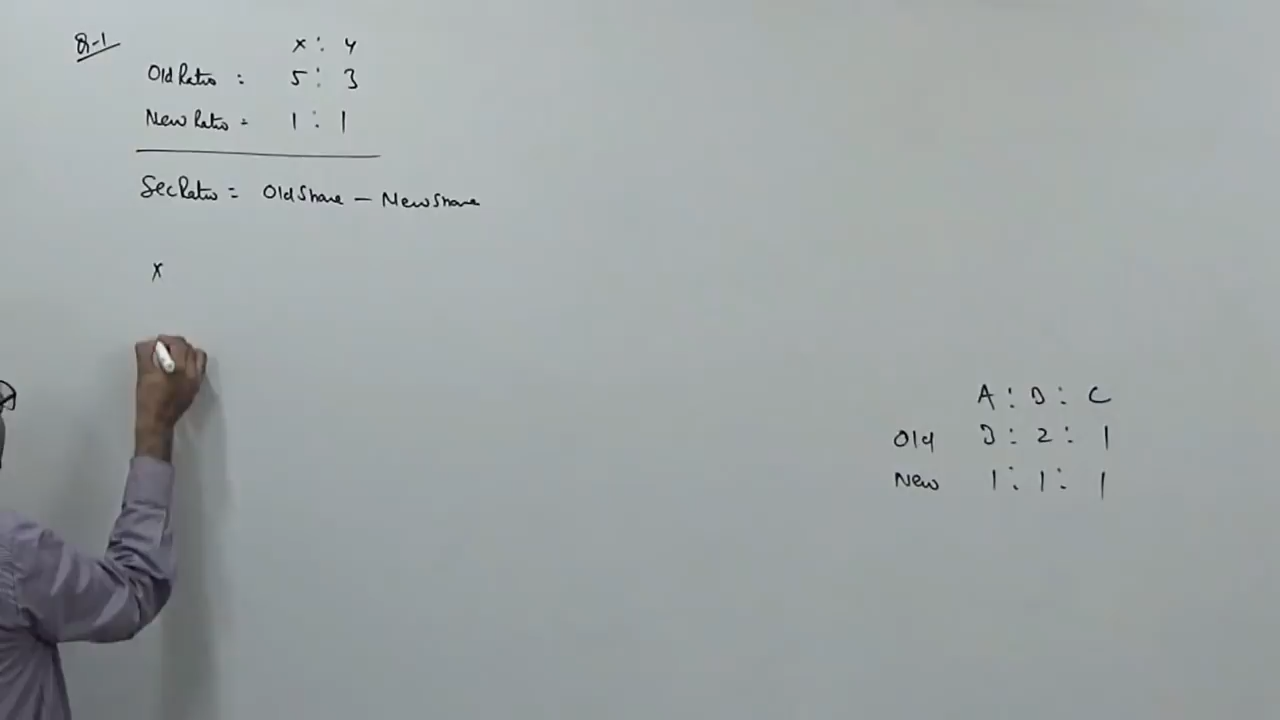 Q-1
X : Y
Old Ratio : 5 : 3
New Ratio = 1 : 1
Sec Ratio = Old Share - New Share
X
A : B : C
Old 3 : 2 : 1
New 1 : 1 : 1